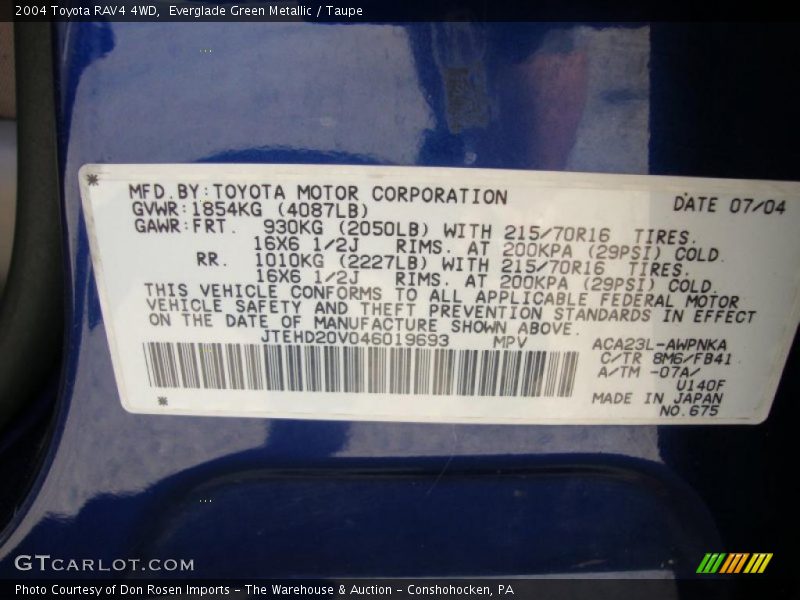 2004 Toyota RAV4 4WD,  Everglade Green Metallic / Taupe
MFD.BY:TOYOTA MOTOR CORPORATION DATE 07/04
GVWR:1854KG (4087LB)
GAWR:FRT. 930KG (2050LB) WITH 215/70R16 TIRES.
16X6 1/2J RIMS. AT 200KPA (29PSI) COLD.
RR. 1010KG (2227LB) WITH 215/70R16 TIRES.
16X6 1/2J RIMS. AT 200KPA (29PSI) COLD.
THIS VEHICLE CONFORMS TO ALL APPLICABLE FEDERAL MOTOR
VEHICLE SAFETY AND THEFT PREVENTION STANDARDS IN EFFECT
ON THE DATE OF MANUFACTURE SHOWN ABOVE.
JTEHD20V046019693 MPV ACA23L-AWPNKA
C/TR 8M6/FB41
A/TM -07A/
U140F
MADE IN JAPAN
NO.675
GTCARLOT.COM
Photo Courtesy of Don Rosen Imports - The Warehouse & Auction - Conshohocken, PA